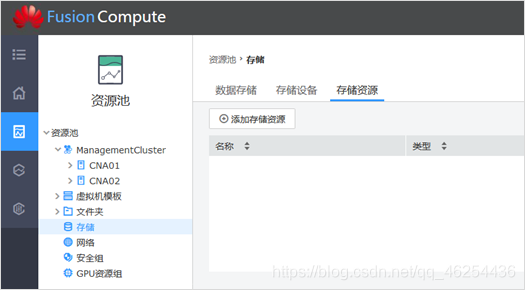 Fusion Compute
资源池
资源池 › 存储
数据存储 存储设备 存储资源
添加存储资源
名称 类型
资源池
ManagementCluster
CNA01
CNA02
虚拟机模板
文件夹
存储
网络
安全组
GPU资源组
https://blog.csdn.net/qq_46254436